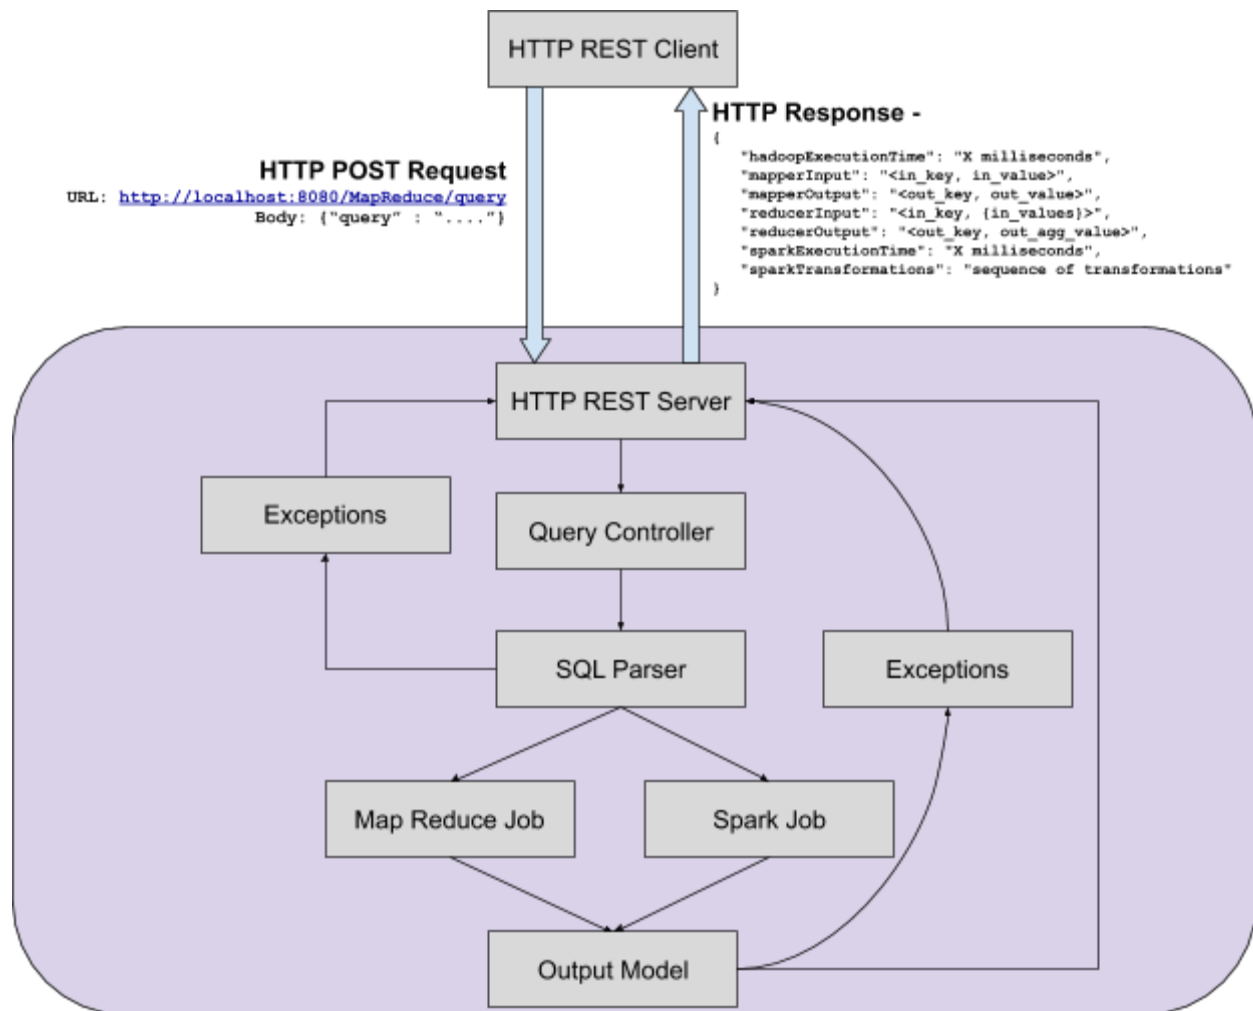 HTTP REST Client
HTTP POST Request
URL: http://localhost:8080/MapReduce/query
Body: {"query" : "...."}
HTTP Response -
{
"hadoopExecutionTime": "X milliseconds",
"mapperInput": "<in_key, in_value>",
"mapperOutput": "<out_key, out_value>",
"reducerInput": "<in_key, {in_values}>",
"reducerOutput": "<out_key, out_agg_value>",
"sparkExecutionTime": "X milliseconds",
"sparkTransformations": "sequence of transformations"
}
HTTP REST Server
Exceptions
Query Controller
SQL Parser
Exceptions
Map Reduce Job
Spark Job
Output Model